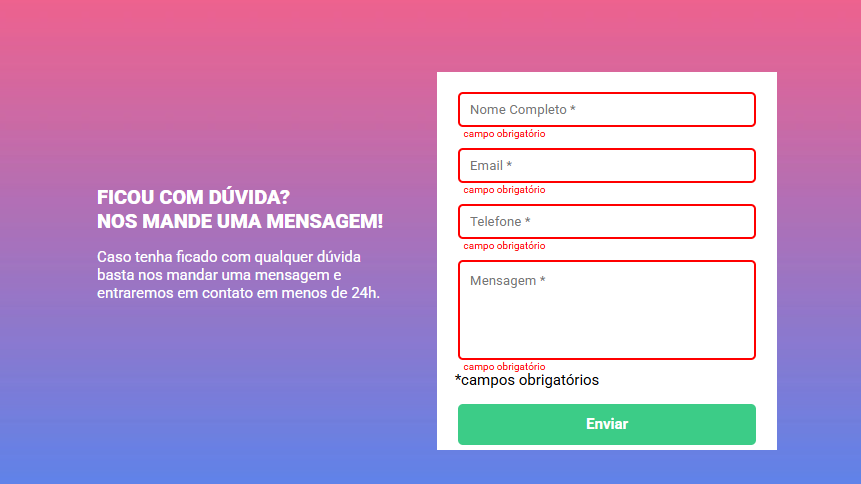 FICOU COM DÚVIDA?
NOS MANDE UMA MENSAGEM!
Caso tenha ficado com qualquer dúvida
basta nos mandar uma mensagem e
entraremos em contato em menos de 24h.
Nome Completo *
campo obrigatório
Email *
campo obrigatório
Telefone *
campo obrigatório
Mensagem *
campo obrigatório
*campos obrigatórios
Enviar